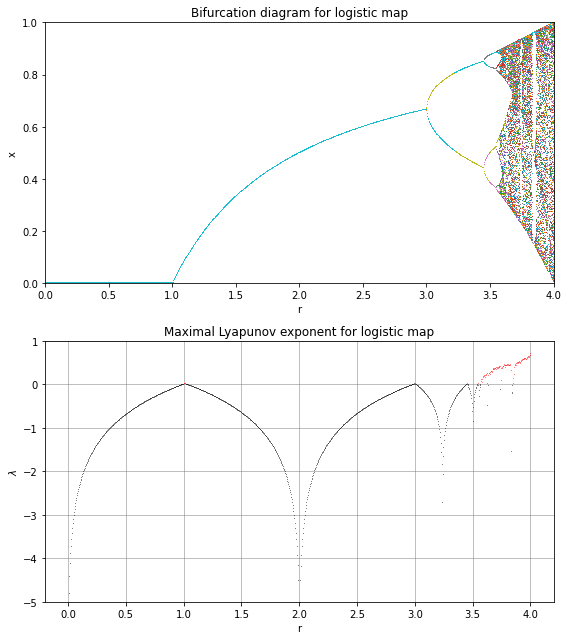 Bifurcation diagram for logistic map
1.0
0.8
0.6
x
0.4
0.2
0.0
0.0 0.5 1.0 1.5 2.0 2.5 3.0 3.5 4.0
r
Maximal Lyapunov exponent for logistic map
1
0
−1
−2
λ
−3
−4
−5
0.0 0.5 1.0 1.5 2.0 2.5 3.0 3.5 4.0
r